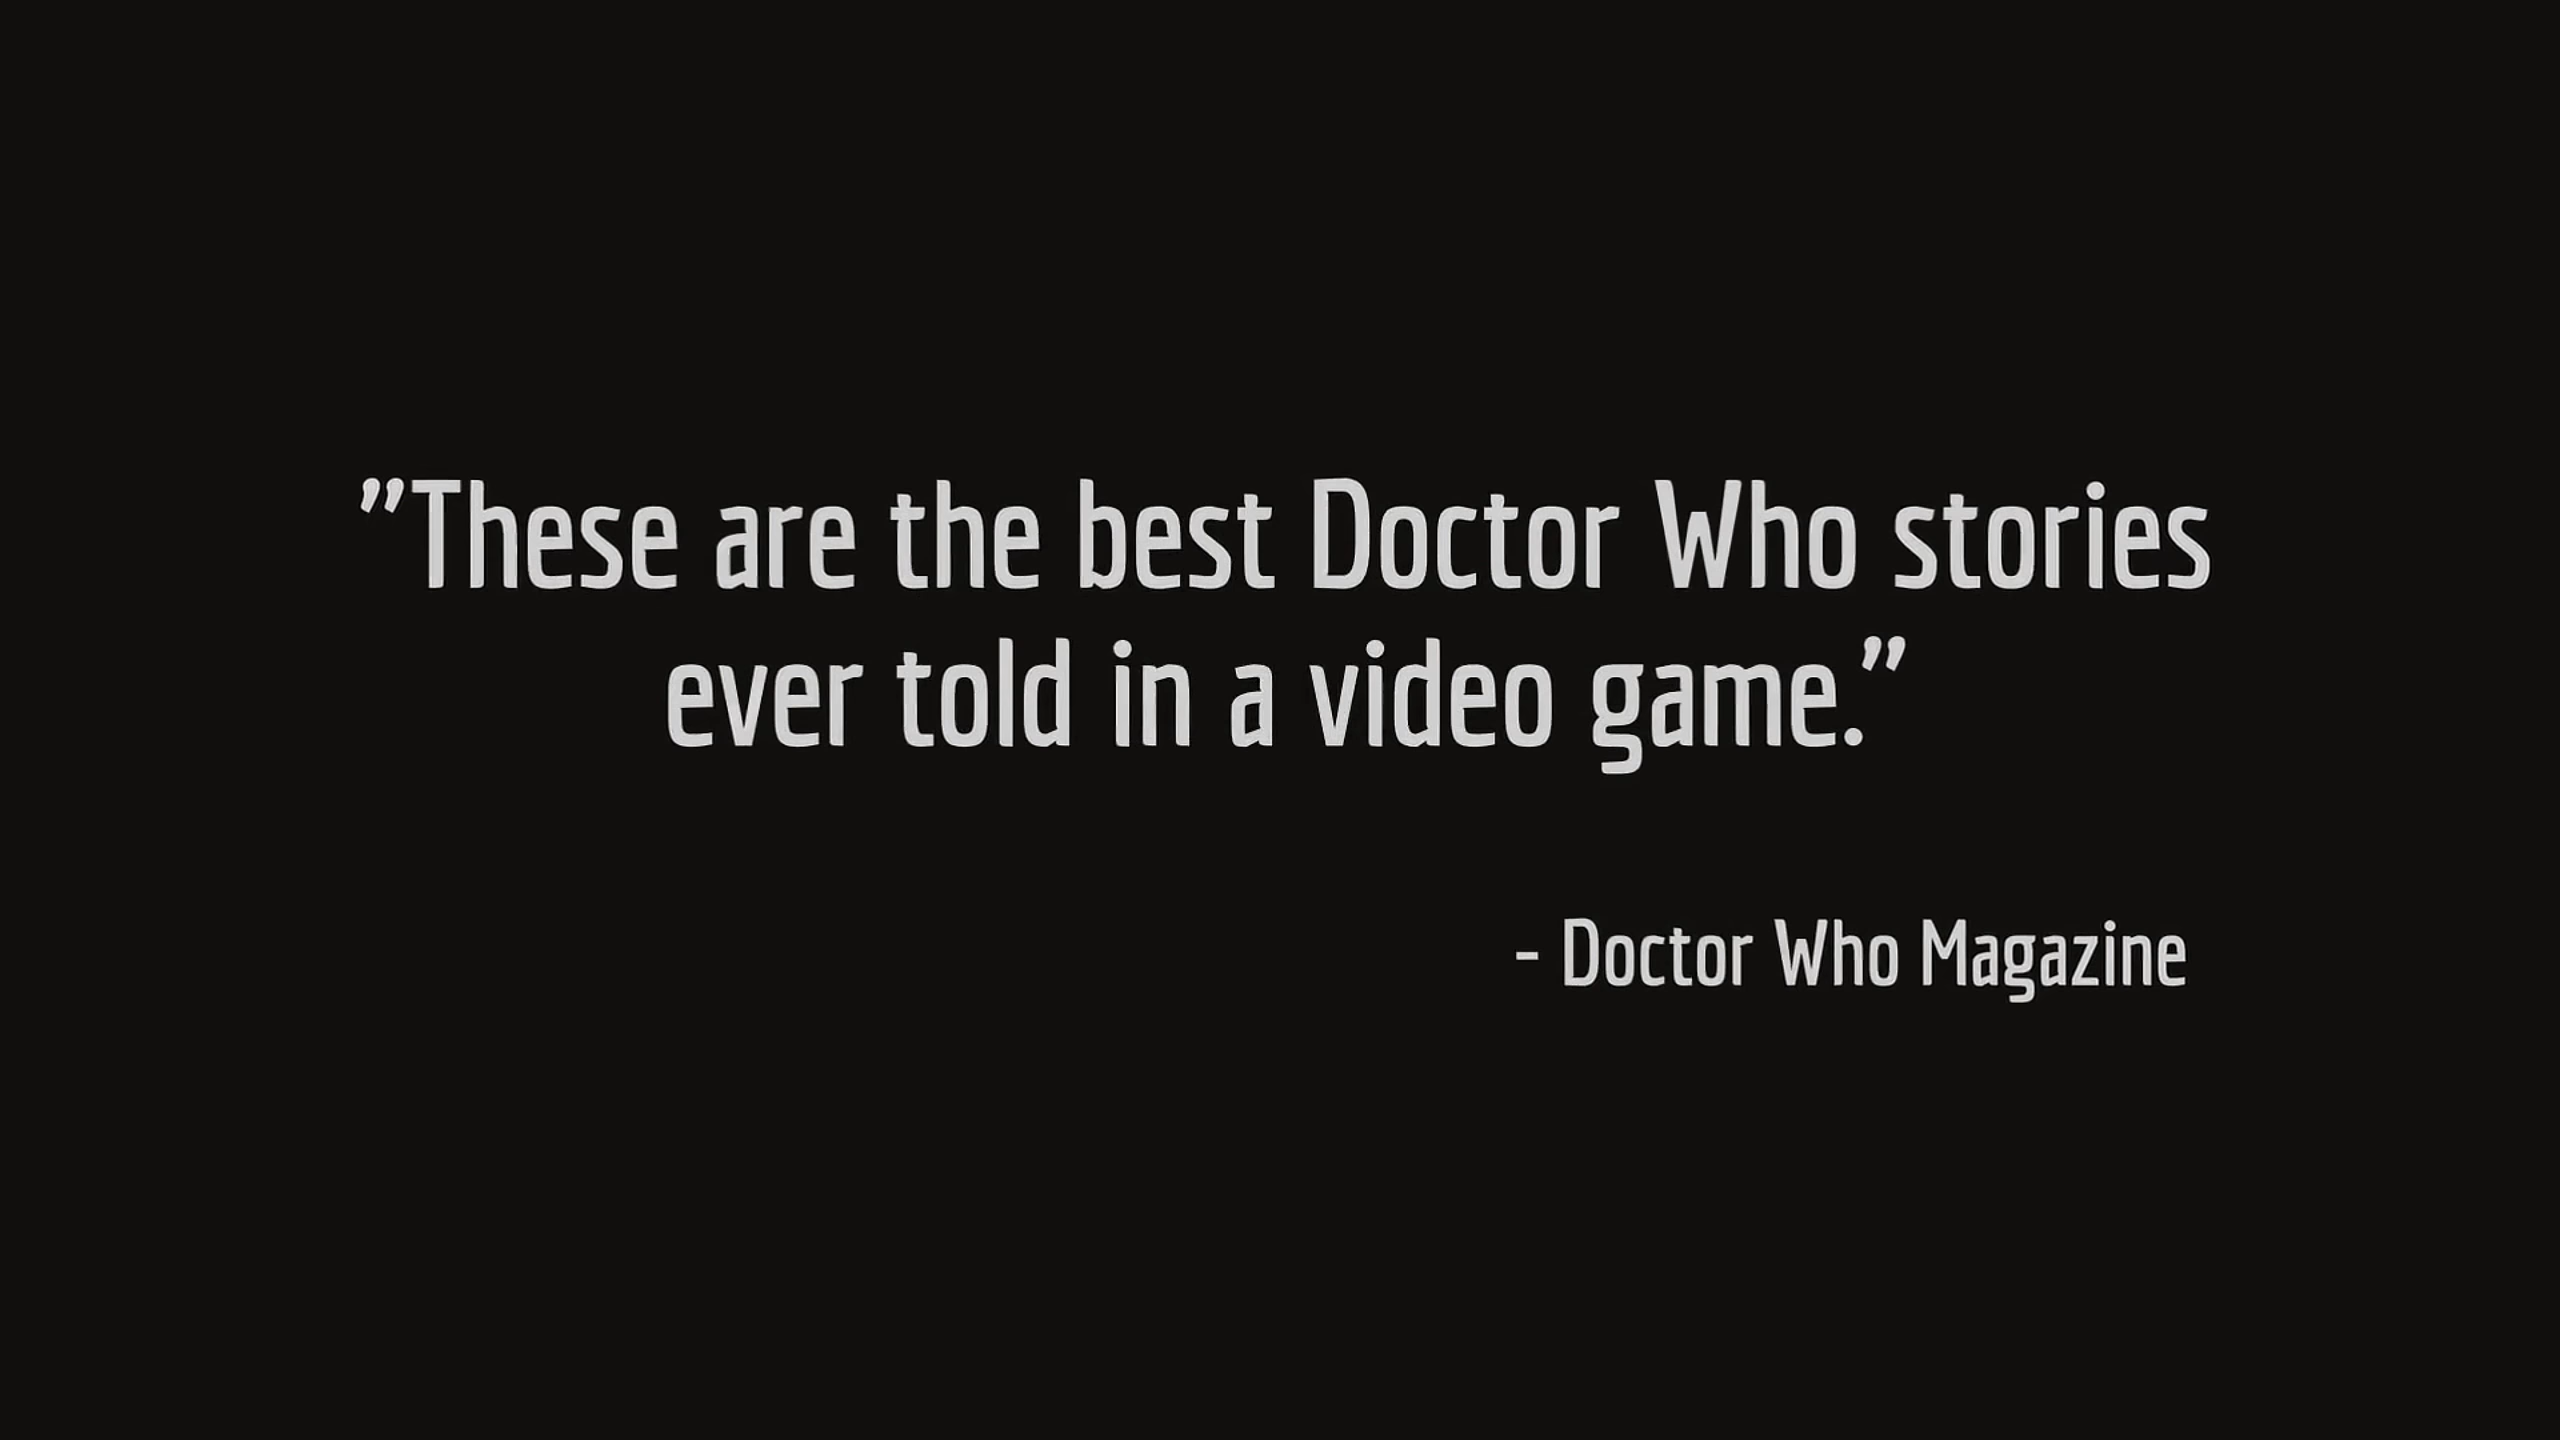 ”These are the best Doctor Who stories
ever told in a video game.”
- Doctor Who Magazine